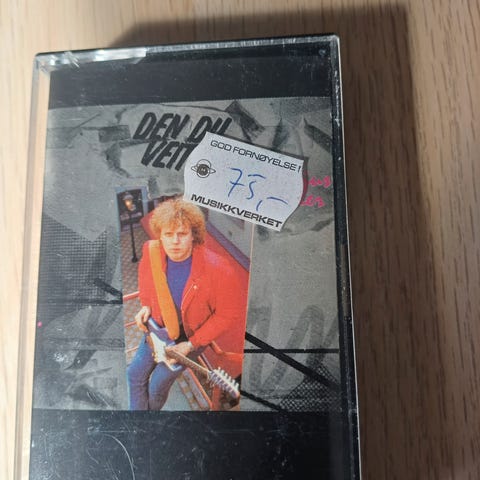 DEN DU
VEIT
GOD FORNØYELSE!
75,-
MUSIKKVERKET